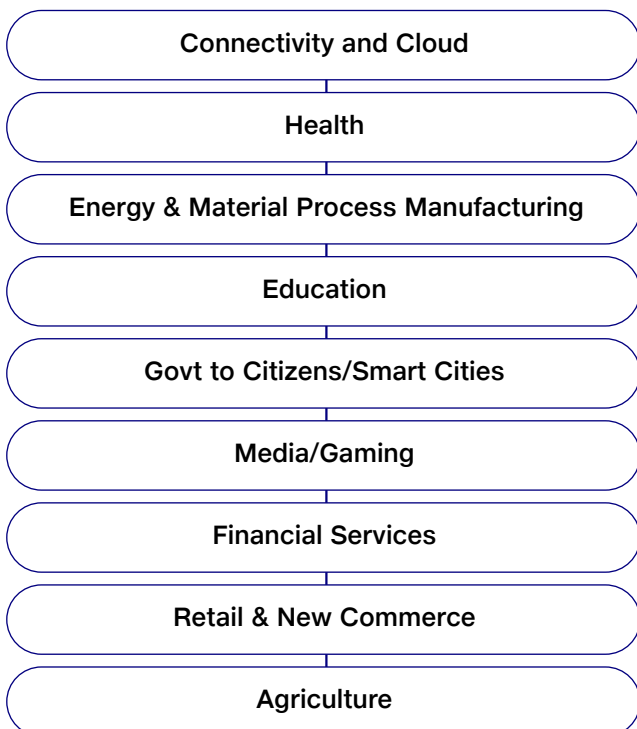 Connectivity and Cloud
Health
Energy & Material Process Manufacturing
Education
Govt to Citizens/Smart Cities
Media/Gaming
Financial Services
Retail & New Commerce
Agriculture